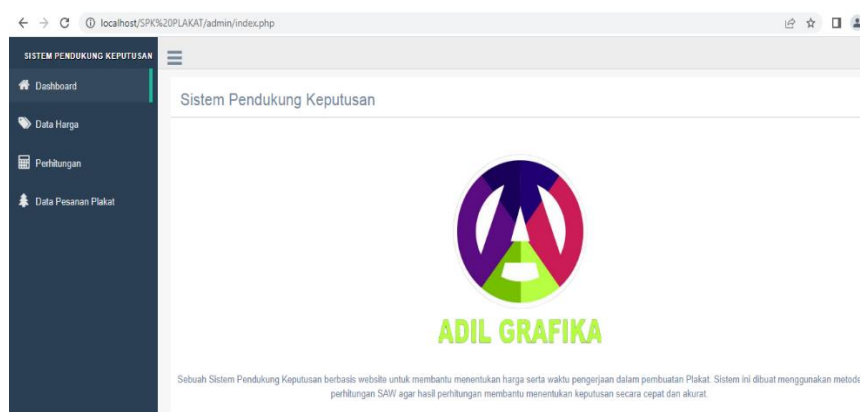 localhost/SPK%20PLAKAT/admin/index.php
SISTEM PENDUKUNG KEPUTUSAN
Dashboard
Data Harga
Perhitungan
Data Pesanan Plakat
Sistem Pendukung Keputusan
ADIL GRAFIKA
Sebuah Sistem Pendukung Keputusan berbasis website untuk membantu menentukan harga serta waktu pengerjaan dalam pembuatan Plakat. Sistem ini dibuat menggunakan metode
perhitungan SAW agar hasil perhitungan membantu menentukan keputusan secara cepat dan akurat.